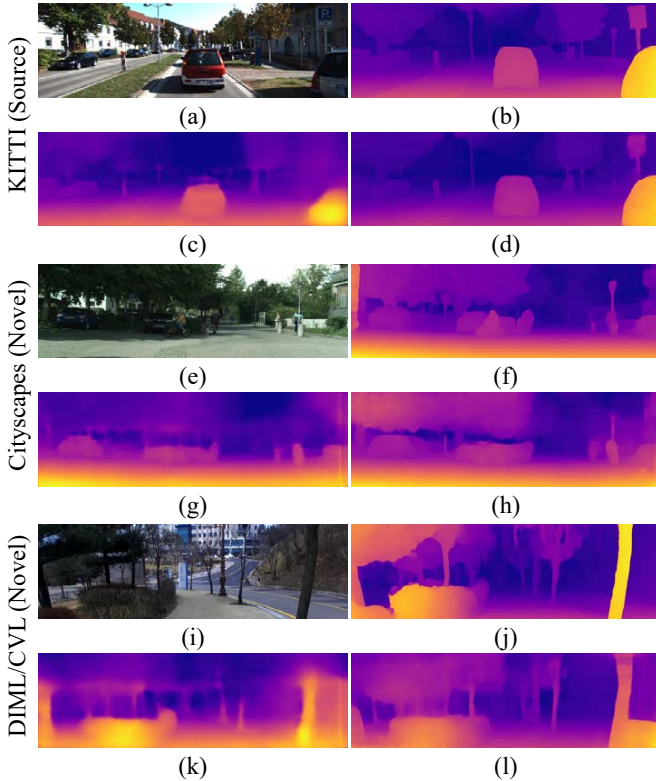 KITTI (Source)
(a)
(b)
(c)
(d)
Cityscapes (Novel)
(e)
(f)
(g)
(h)
DIML/CVL (Novel)
(i)
(j)
(k)
(l)